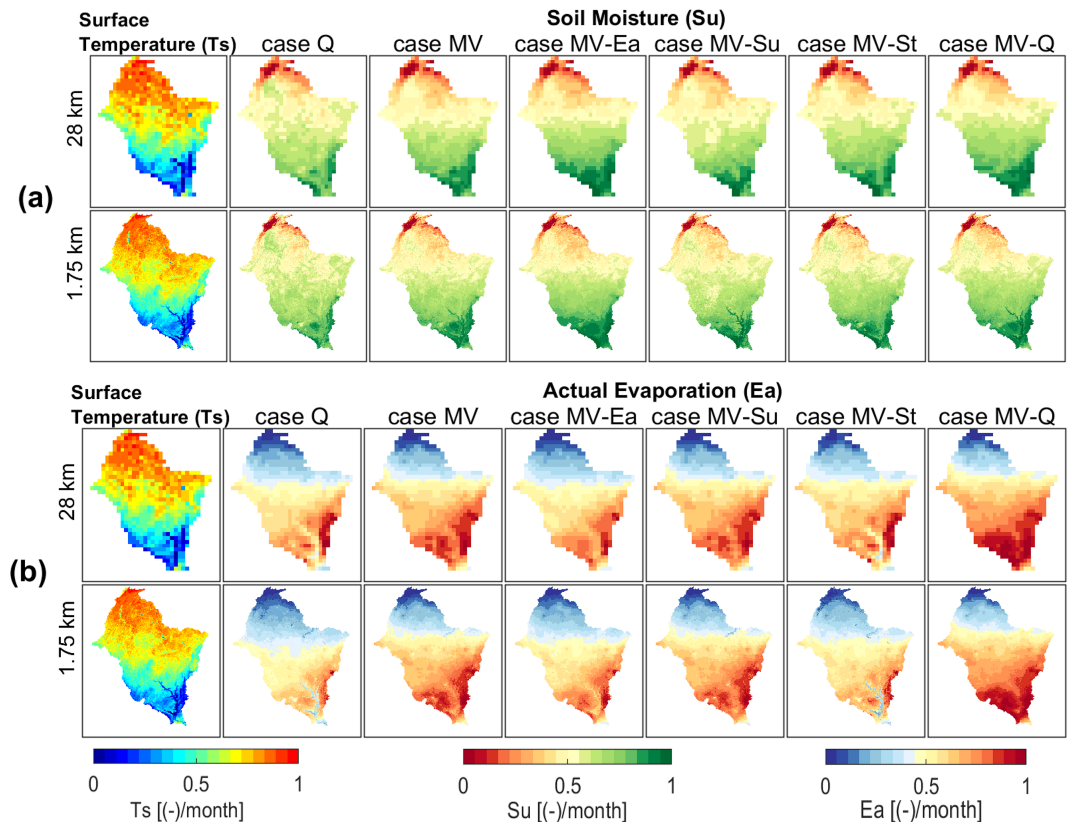 Surface
Temperature (Ts)
Soil Moisture (Su)
case Q case MV case MV-Ea case MV-Su case MV-St case MV-Q
(a)
28 km
1.75 km
Surface
Temperature (Ts)
Actual Evaporation (Ea)
case Q case MV case MV-Ea case MV-Su case MV-St case MV-Q
(b)
28 km
1.75 km
0 0.5 1 0 0.5 1 0 0.5 1
Ts [(-)/month] Su [(-)/month] Ea [(-)/month]